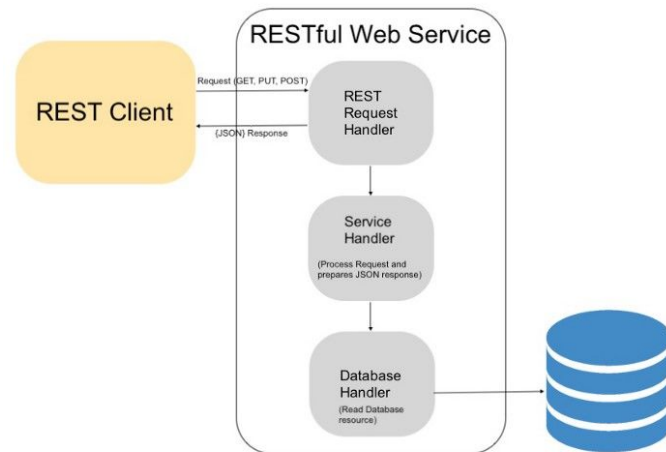 RESTful Web Service
REST Client
Request (GET, PUT, POST)
{JSON} Response
REST
Request
Handler
Service
Handler
(Process Request and
prepares JSON response)
Database
Handler
(Read Database
resource)